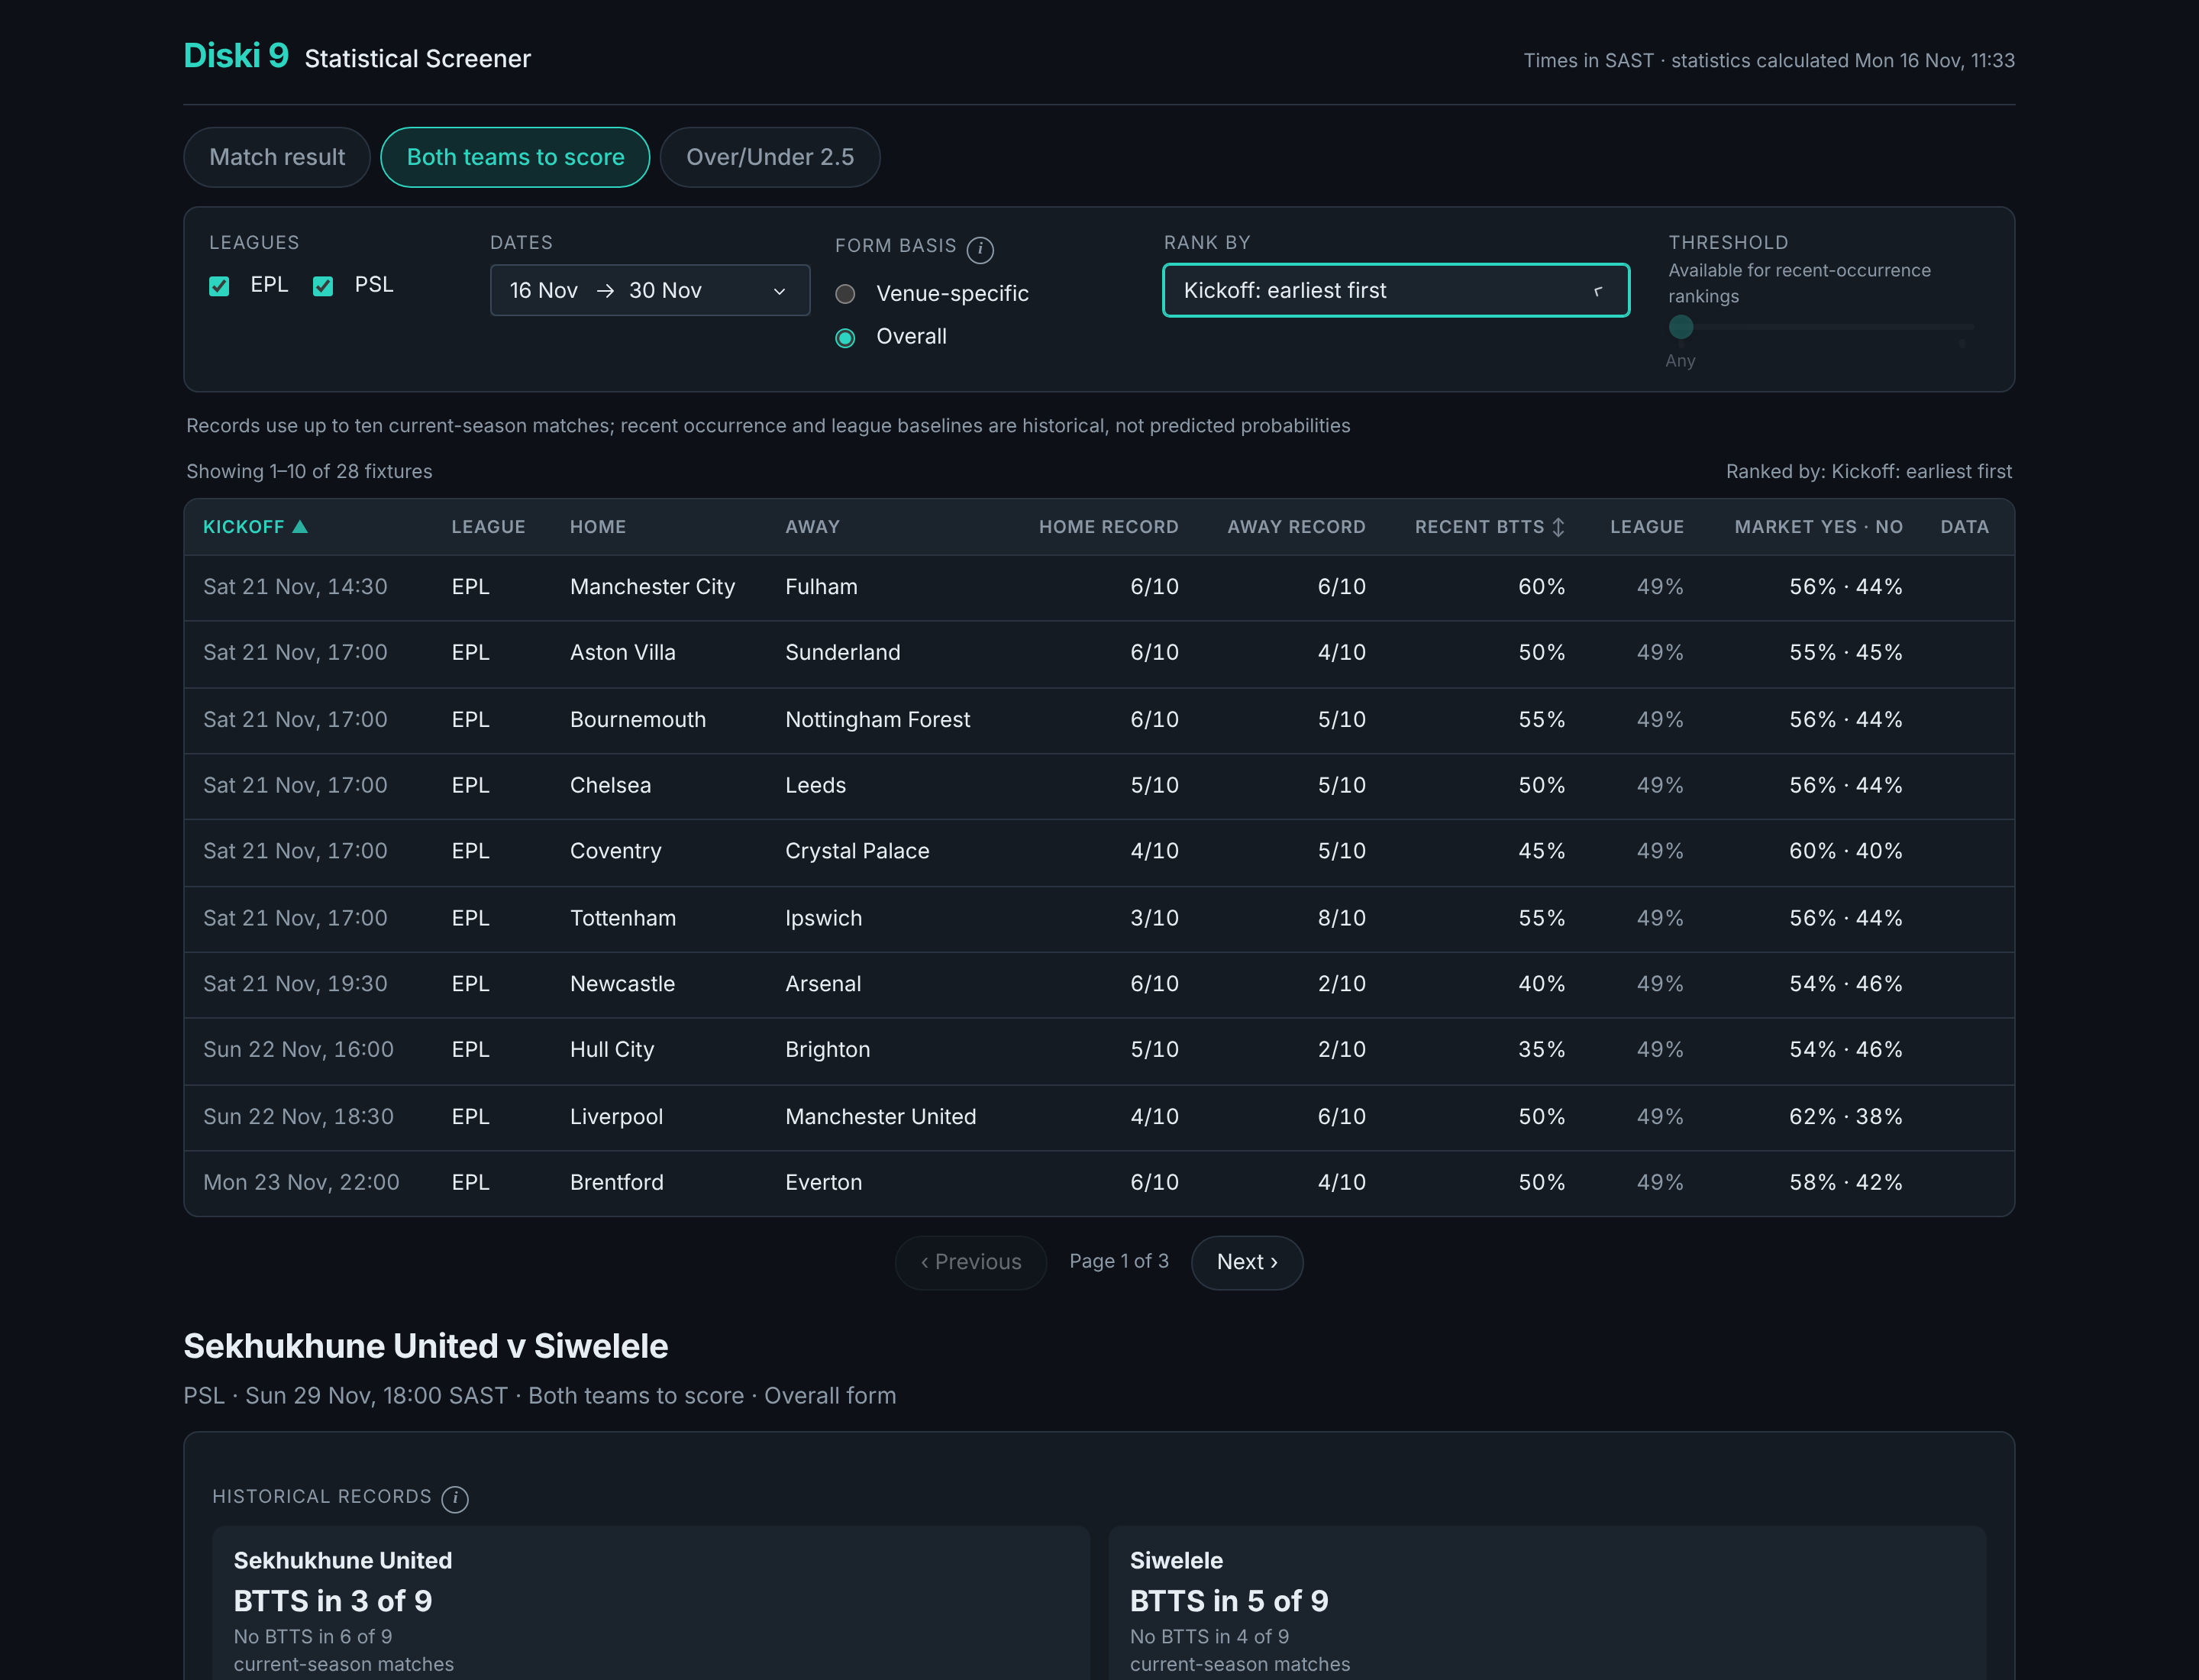 Diski 9 Statistical Screener
Times in SAST · statistics calculated Mon 16 Nov, 11:33
Match result Both teams to score Over/Under 2.5
LEAGUES DATES FORM BASIS i RANK BY THRESHOLD
EPL PSL 16 Nov → 30 Nov Venue-specific Kickoff: earliest first Available for recent-occurrence
rankings
Overall
Any
Records use up to ten current-season matches; recent occurrence and league baselines are historical, not predicted probabilities
Showing 1–10 of 28 fixtures Ranked by: Kickoff: earliest first
KICKOFF ▲ LEAGUE HOME AWAY HOME RECORD AWAY RECORD RECENT BTTS ↕ LEAGUE MARKET YES · NO DATA
Sat 21 Nov, 14:30 EPL Manchester City Fulham 6/10 6/10 60% 49% 56% · 44%
Sat 21 Nov, 17:00 EPL Aston Villa Sunderland 6/10 4/10 50% 49% 55% · 45%
Sat 21 Nov, 17:00 EPL Bournemouth Nottingham Forest 6/10 5/10 55% 49% 56% · 44%
Sat 21 Nov, 17:00 EPL Chelsea Leeds 5/10 5/10 50% 49% 56% · 44%
Sat 21 Nov, 17:00 EPL Coventry Crystal Palace 4/10 5/10 45% 49% 60% · 40%
Sat 21 Nov, 17:00 EPL Tottenham Ipswich 3/10 8/10 55% 49% 56% · 44%
Sat 21 Nov, 19:30 EPL Newcastle Arsenal 6/10 2/10 40% 49% 54% · 46%
Sun 22 Nov, 16:00 EPL Hull City Brighton 5/10 2/10 35% 49% 54% · 46%
Sun 22 Nov, 18:30 EPL Liverpool Manchester United 4/10 6/10 50% 49% 62% · 38%
Mon 23 Nov, 22:00 EPL Brentford Everton 6/10 4/10 50% 49% 58% · 42%
‹ Previous Page 1 of 3 Next ›
Sekhukhune United v Siwelele
PSL · Sun 29 Nov, 18:00 SAST · Both teams to score · Overall form
HISTORICAL RECORDS i
Sekhukhune United
BTTS in 3 of 9
No BTTS in 6 of 9
current-season matches
Siwelele
BTTS in 5 of 9
No BTTS in 4 of 9
current-season matches